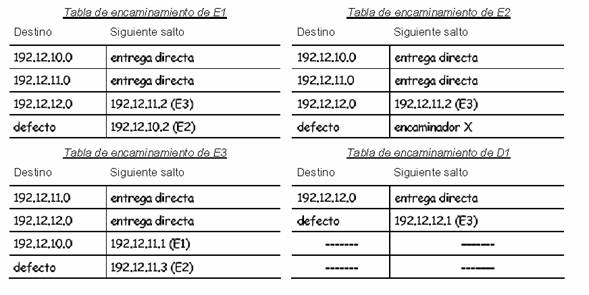 Tabla de encaminamiento de E1
Destino Siguiente salto
192.12.10.0 entrega directa
192.12.11.0 entrega directa
192.12.12.0 192.12.11.2 (E3)
defecto 192.12.10.2 (E2)
Tabla de encaminamiento de E2
Destino Siguiente salto
192.12.10.0 entrega directa
192.12.11.0 entrega directa
192.12.12.0 192.12.11.2 (E3)
defecto encaminador X
Tabla de encaminamiento de E3
Destino Siguiente salto
192.12.11.0 entrega directa
192.12.12.0 entrega directa
192.12.10.0 192.12.11.1 (E1)
defecto 192.12.11.3 (E2)
Tabla de encaminamiento de D1
Destino Siguiente salto
192.12.12.0 entrega directa
defecto 192.12.12.1 (E3)
------- -------
------- -------